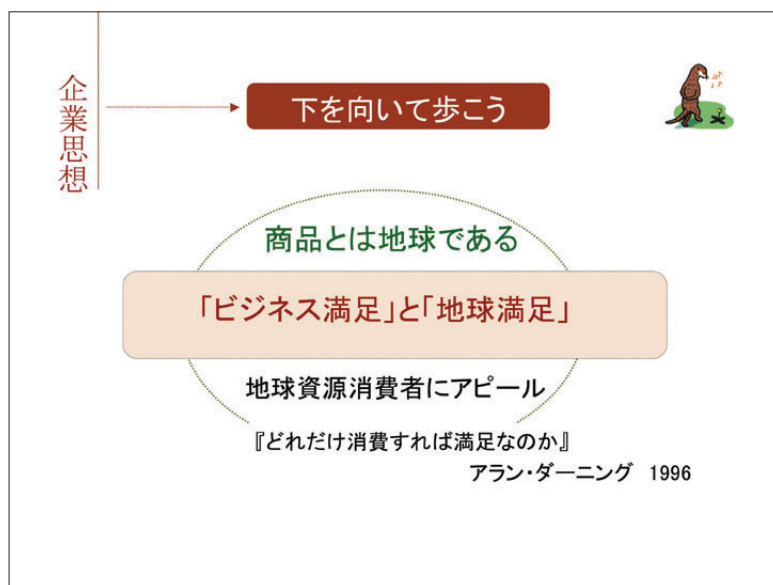 企業思想
下を向いて歩こう
商品とは地球である
「ビジネス満足」と「地球満足」
地球資源消費者にアピール
『どれだけ消費すれば満足なのか』
アラン・ダーニング 1996